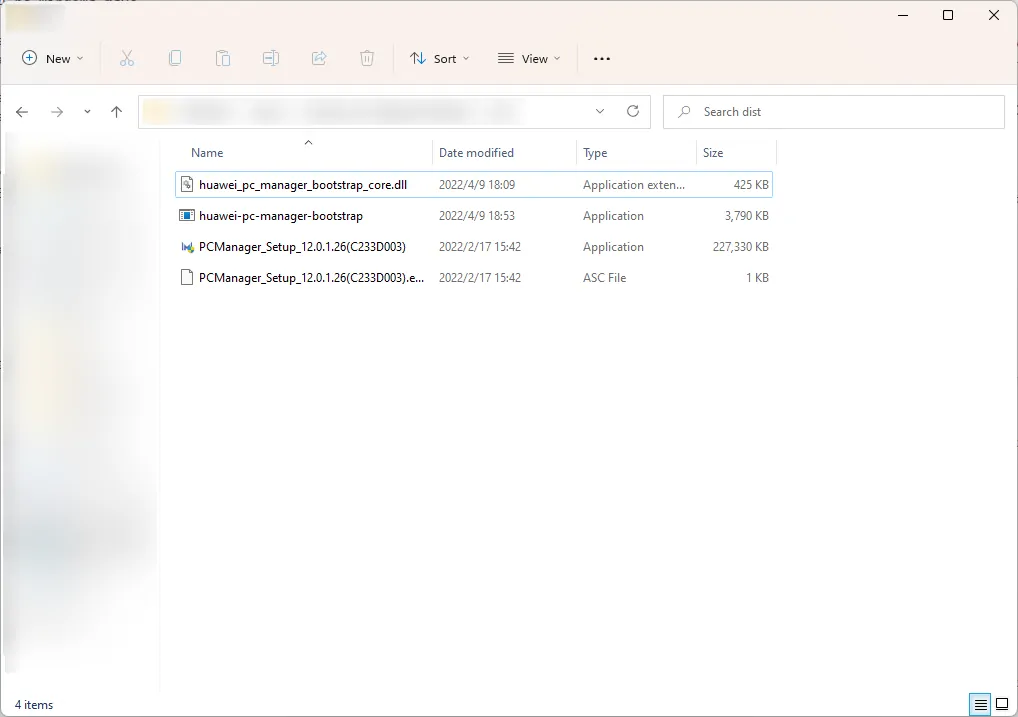 New
Sort
View
Search dist
Name Date modified Type Size
huawei_pc_manager_bootstrap_core.dll 2022/4/9 18:09 Application exten... 425 KB
huawei-pc-manager-bootstrap 2022/4/9 18:53 Application 3,790 KB
PCManager_Setup_12.0.1.26(C233D003) 2022/2/17 15:42 Application 227,330 KB
PCManager_Setup_12.0.1.26(C233D003).e... 2022/2/17 15:42 ASC File 1 KB
4 items